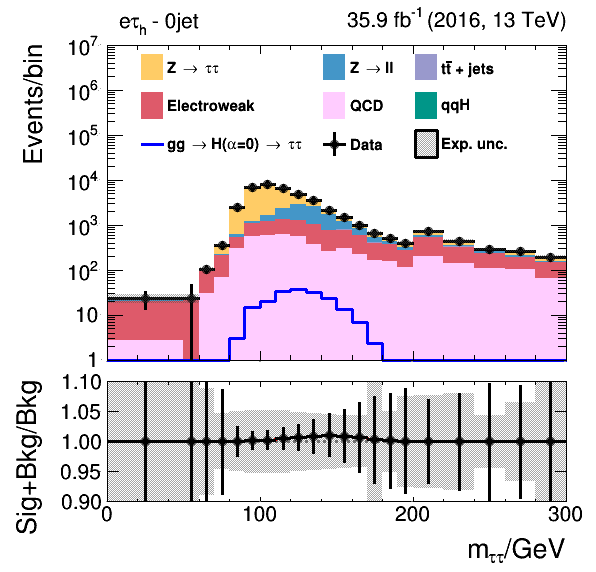 eτh - 0jet
35.9 fb-1 (2016, 13 TeV)
Events/bin
10^7
10^6
10^5
10^4
10^3
10^2
10
1
Z → ττ
Z → ll
tt̄ + jets
Electroweak
QCD
qqH
gg → H(α=0) → ττ
Data
Exp. unc.
Sig+Bkg/Bkg
1.10
1.05
1.00
0.95
0.90
0 100 200 300
mττ/GeV